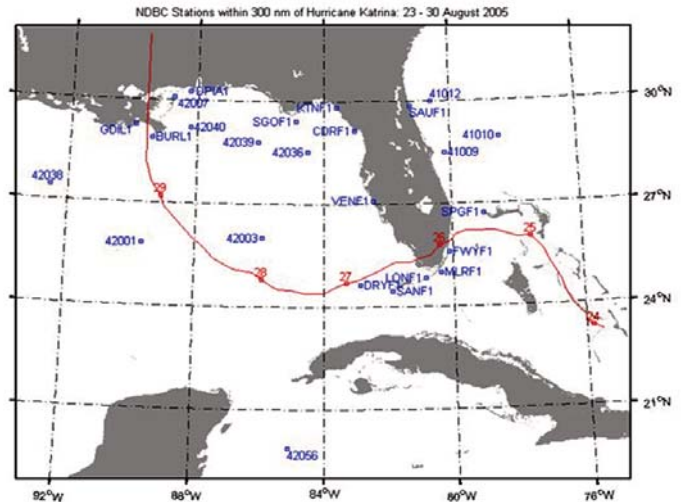 NDBC Stations within 300 nm of Hurricane Katrina: 23 - 30 August 2005
DPIA1
42007
30°N
KTNF1
41012
SAUF1
GDIL1
BURL1
42040
SGOF1
CDRF1
41010
42039
42036
41009
42038
29
27°N
VENF1
SPGF1
25
42001
42003
26
FWYF1
28
27
LONF1
MLRF1
DRYF1
SANF1
24°N
24
21°N
42056
92°W
88°W
84°W
80°W
76°W